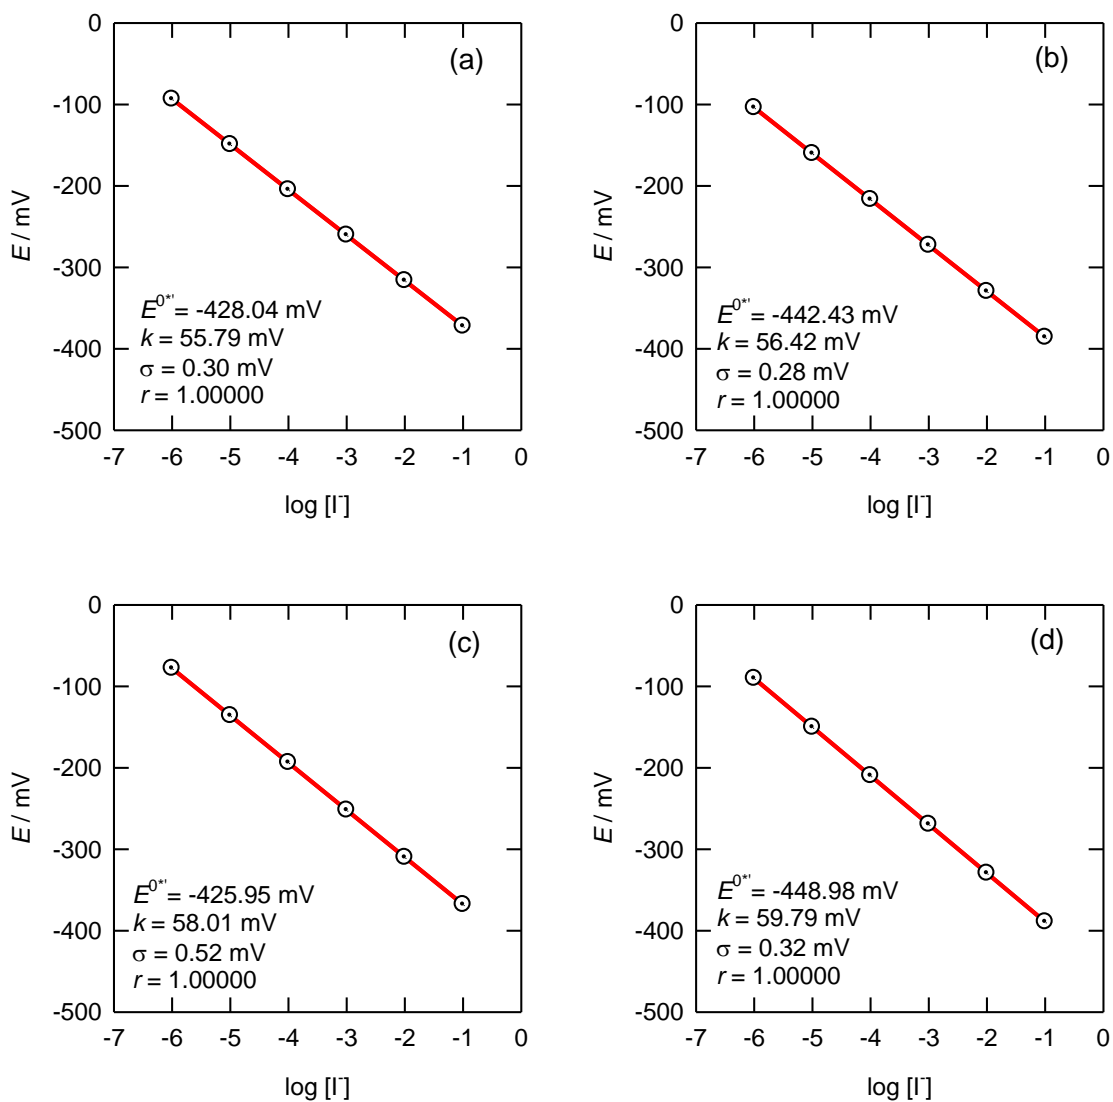 (a)
0
-100
-200
-300
-400
-500
E / mV
E⁰*' = -428.04 mV
k = 55.79 mV
σ = 0.30 mV
r = 1.00000
-7 -6 -5 -4 -3 -2 -1 0
log [I⁻]
(b)
0
-100
-200
-300
-400
-500
E / mV
E⁰*' = -442.43 mV
k = 56.42 mV
σ = 0.28 mV
r = 1.00000
-7 -6 -5 -4 -3 -2 -1 0
log [I⁻]
(c)
0
-100
-200
-300
-400
-500
E / mV
E⁰*' = -425.95 mV
k = 58.01 mV
σ = 0.52 mV
r = 1.00000
-7 -6 -5 -4 -3 -2 -1 0
log [I⁻]
(d)
0
-100
-200
-300
-400
-500
E / mV
E⁰*' = -448.98 mV
k = 59.79 mV
σ = 0.32 mV
r = 1.00000
-7 -6 -5 -4 -3 -2 -1 0
log [I⁻]